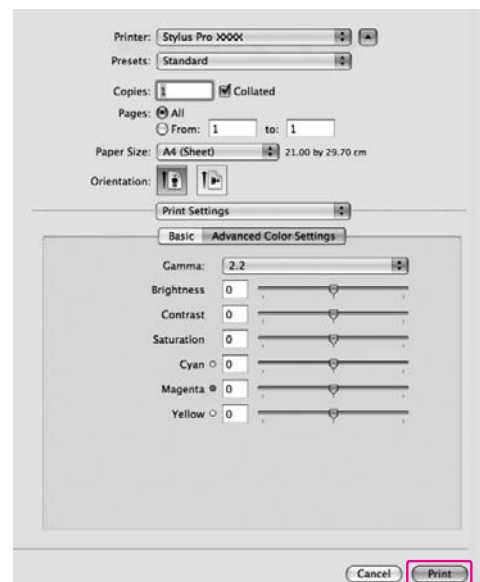 Printer: Stylus Pro XXXX
Presets: Standard
Copies: 1 Collated
Pages: All
From: 1 to: 1
Paper Size: A4 (Sheet) 21.00 by 29.70 cm
Orientation:
Print Settings
Basic Advanced Color Settings
Gamma: 2.2
Brightness 0
Contrast 0
Saturation 0
Cyan 0
Magenta 0
Yellow 0
Cancel Print